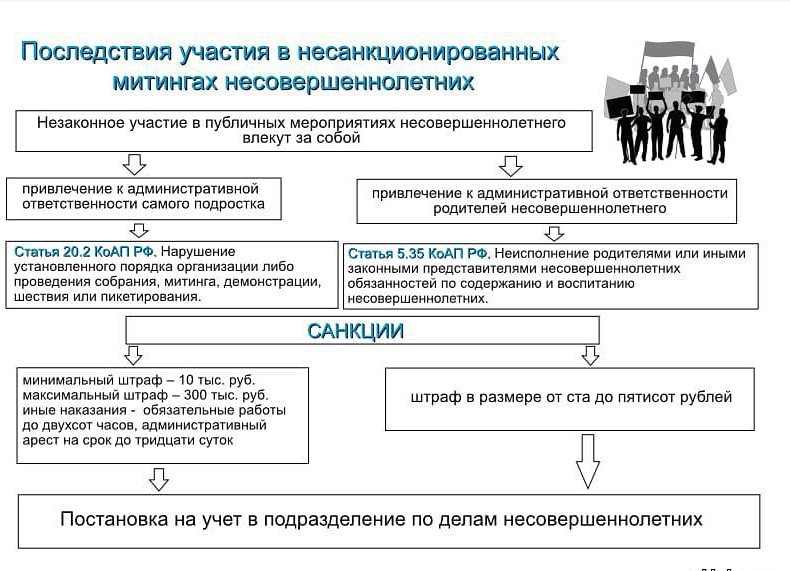 Последствия участия в несанкционированных
митингах несовершеннолетних
Незаконное участие в публичных мероприятиях несовершеннолетнего
влекут за собой
привлечение к административной
ответственности самого подростка
привлечение к административной ответственности
родителей несовершеннолетнего
Статья 20.2 КоАП РФ. Нарушение
установленного порядка организации либо
проведения собрания, митинга, демонстрации,
шествия или пикетирования.
Статья 5.35 КоАП РФ. Неисполнение родителями или иными
законными представителями несовершеннолетних
обязанностей по содержанию и воспитанию
несовершеннолетних.
САНКЦИИ
минимальный штраф – 10 тыс. руб.
максимальный штраф – 300 тыс. руб.
иные наказания - обязательные работы
до двухсот часов, административный
арест на срок до тридцати суток
штраф в размере от ста до пятисот рублей
Постановка на учет в подразделение по делам несовершеннолетних